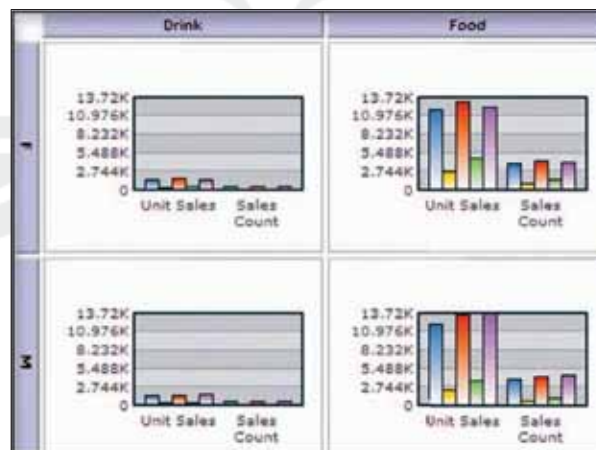 Drink
Food
F
13.72K
10.976K
8.232K
5.488K
2.744K
0
Unit Sales Sales
Count
13.72K
10.976K
8.232K
5.488K
2.744K
0
Unit Sales Sales
Count
M
13.72K
10.976K
8.232K
5.488K
2.744K
0
Unit Sales Sales
Count
13.72K
10.976K
8.232K
5.488K
2.744K
0
Unit Sales Sales
Count